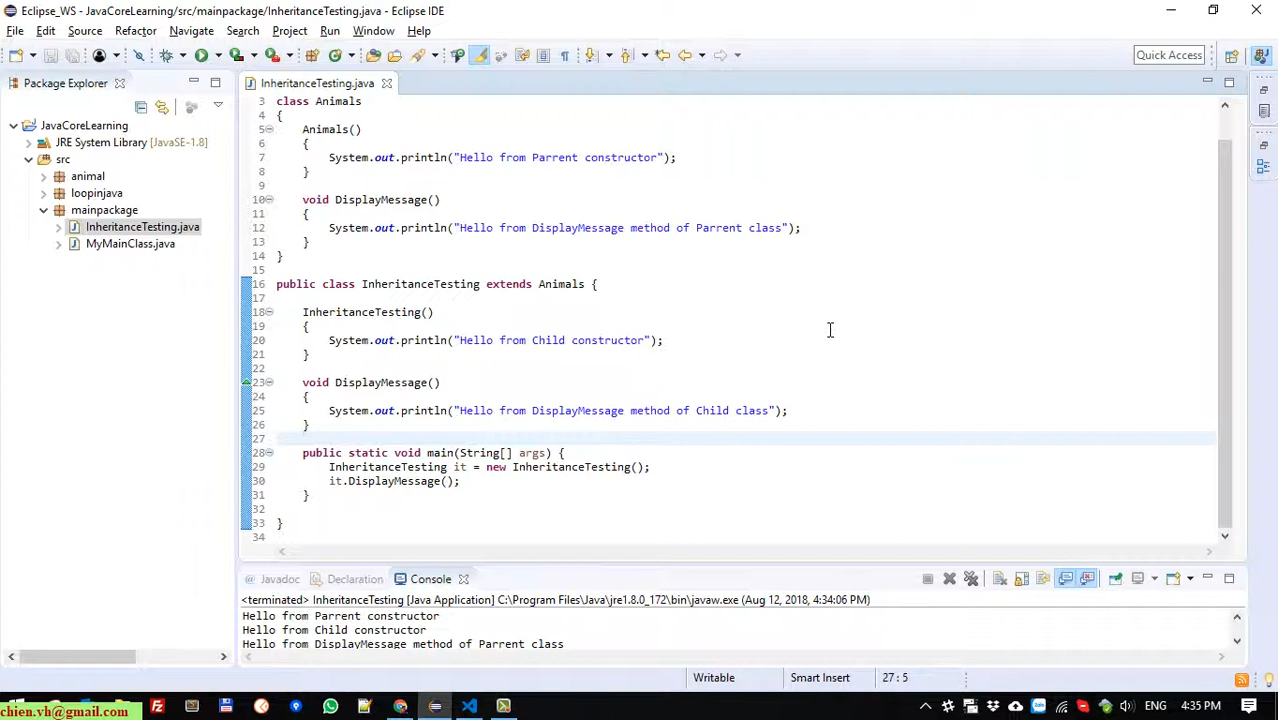 Eclipse_WS - JavaCoreLearning/src/mainpackage/InheritanceTesting.java - Eclipse IDE
File Edit Source Refactor Navigate Search Project Run Window Help
Quick Access
Package Explorer
InheritanceTesting.java
JavaCoreLearning
JRE System Library [JavaSE-1.8]
src
animal
loopinjava
mainpackage
InheritanceTesting.java
MyMainClass.java
3 class Animals
4 {
5 Animals()
6 {
7 System.out.println("Hello from Parrent constructor");
8 }
9
10 void DisplayMessage()
11 {
12 System.out.println("Hello from DisplayMessage method of Parrent class");
13 }
14 }
15
16 public class InheritanceTesting extends Animals {
17
18 InheritanceTesting()
19 {
20 System.out.println("Hello from Child constructor");
21 }
22
23 void DisplayMessage()
24 {
25 System.out.println("Hello from DisplayMessage method of Child class");
26 }
27
28 public static void main(String[] args) {
29 InheritanceTesting it = new InheritanceTesting();
30 it.DisplayMessage();
31 }
32
33 }
34
@ Javadoc Declaration Console
<terminated> InheritanceTesting [Java Application] C:\Program Files\Java\jre1.8.0_172\bin\javaw.exe (Aug 12, 2018, 4:34:06 PM)
Hello from Parrent constructor
Hello from Child constructor
Hello from DisplayMessage method of Parrent class
Writable Smart Insert 27 : 5
chien.vh@gmail.com
4:35 PM